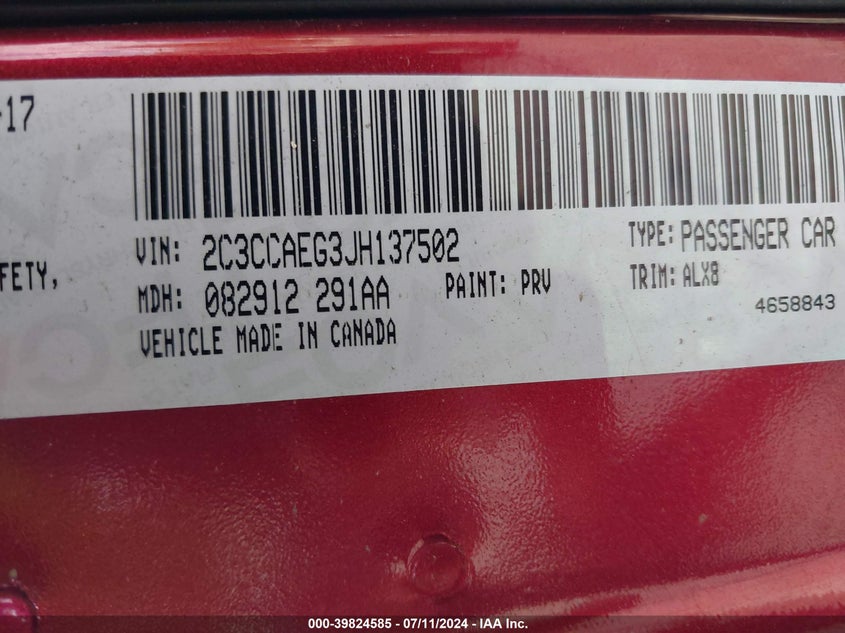 -17
VIN: 2C3CCAEG3JH137502
TYPE: PASSENGER CAR
FETY,
MDH: 082912 291AA
PAINT: PRV
TRIM: ALX8
4658843
VEHICLE MADE IN CANADA
000-39824585 / 07/11/2024 - IAA Inc.